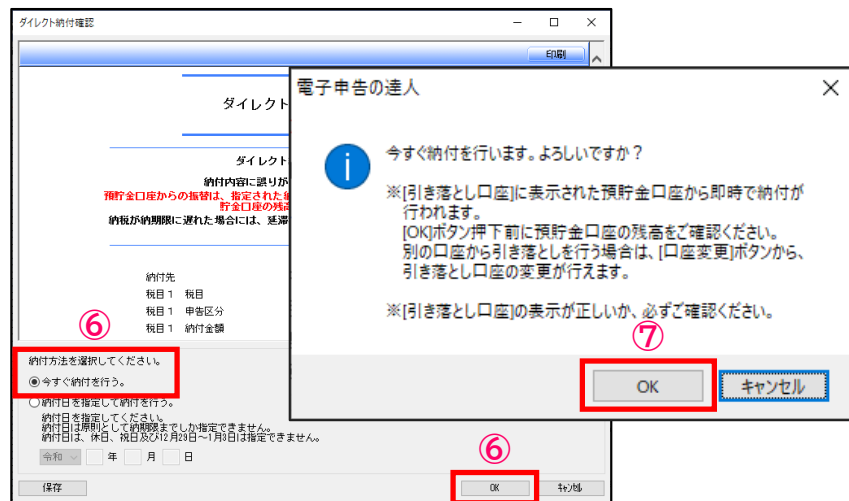 ダイレクト納付確認
印刷
ダイレクト
ダイレクト
納付内容に誤りが
預貯金口座からの振替は、指定された
貯金口座の残高
納税が納期限に遅れた場合には、延滞
納付先
税目1 税目
税目1 申告区分
税目1 納付金額
⑥
納付方法を選択してください。
今すぐ納付を行う。
納付日を指定して納付を行う。
納付日を指定してください。
納付日は原則として納期限までしか指定できません。
納付日は、休日、祝日及び12月29日～1月3日は指定できません。
令和 年 月 日
⑥
保存 OK キャンセル
電子申告の達人
今すぐ納付を行います。よろしいですか？
※[引き落とし口座]に表示された預貯金口座から即時で納付が
行われます。
[OK]ボタン押下前に預貯金口座の残高をご確認ください。
別の口座から引き落としを行う場合は、[口座変更]ボタンから、
引き落とし口座の変更が行えます。
※[引き落とし口座]の表示が正しいか、必ずご確認ください。
⑦
OK キャンセル